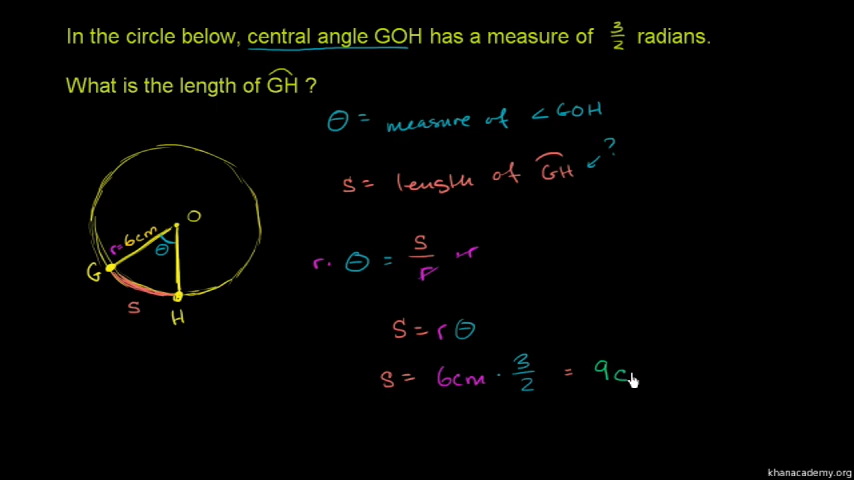 In the circle below, central angle GOH has a measure of 3/2 radians.
What is the length of GH ?
θ = measure of ∠GOH
s = length of GH ?
O
r=6cm
θ
G
S
H
r· θ = S/r ·r
S = rθ
S = 6cm · 3/2 = 9c
khanacademy.org